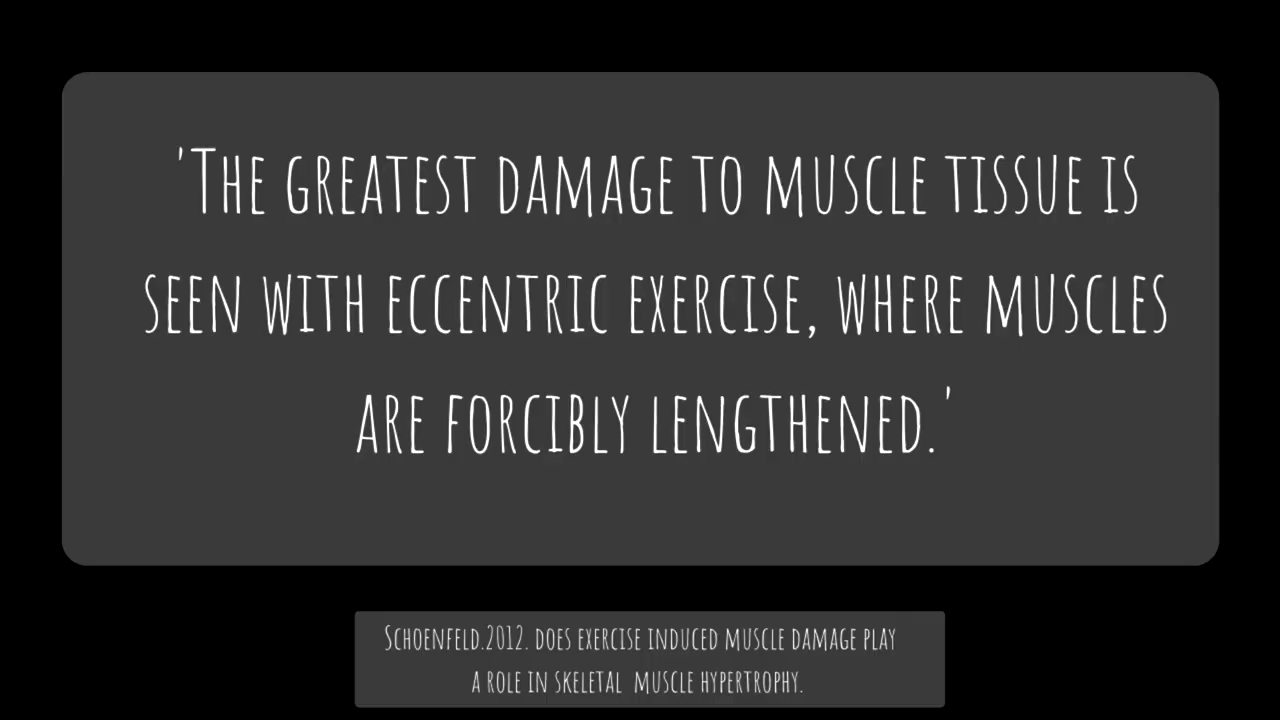 'The greatest damage to muscle tissue is
seen with eccentric exercise, where muscles
are forcibly lengthened.'
Schoenfeld.2012. does exercise induced muscle damage play
a role in skeletal muscle hypertrophy.